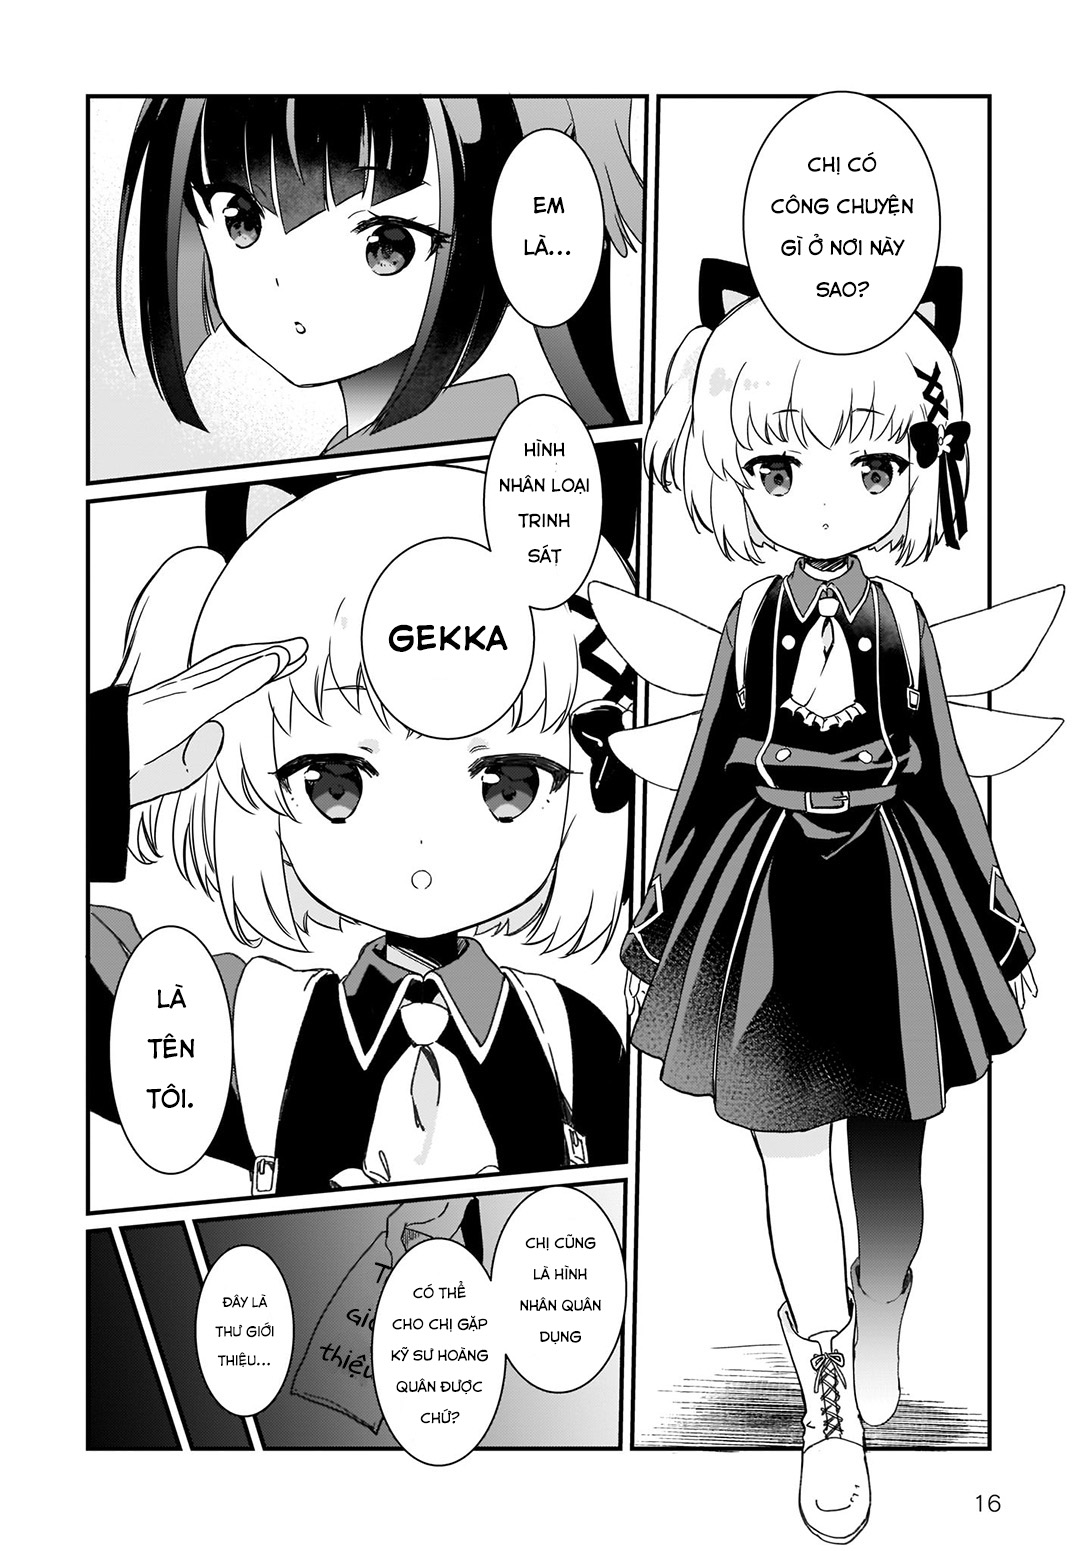 CHỊ CÓ
CÔNG CHUYỆN
GÌ Ở NƠI NÀY
SAO?
EM
LÀ...
HÌNH
NHÂN LOẠI
TRINH
SÁT
GEKKA
LÀ
TÊN
TÔI.
CHỊ CŨNG
LÀ HÌNH
NHÂN QUÂN
DỤNG
CÓ THỂ
CHO CHỊ GẶP
KỸ SƯ HOÀNG
QUÂN ĐƯỢC
CHỨ?
ĐÂY LÀ
THƯ GIỚI
THIỆU...
thiệu
16